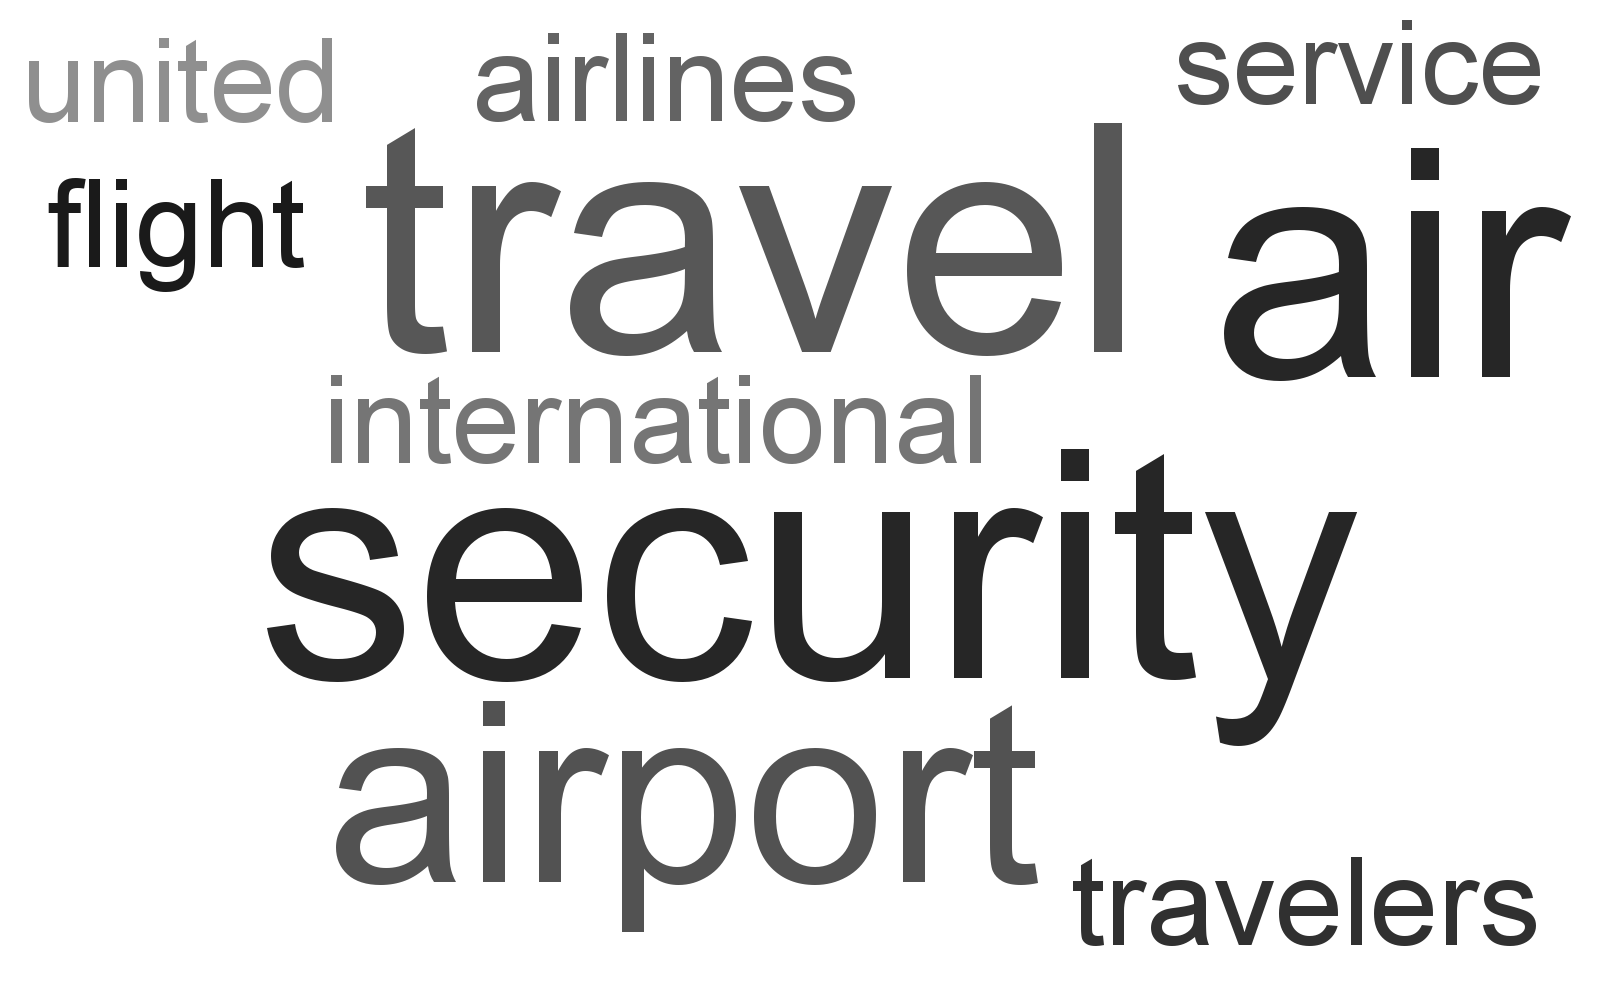 united airlines service
flight travel air
international
security
airport
travelers